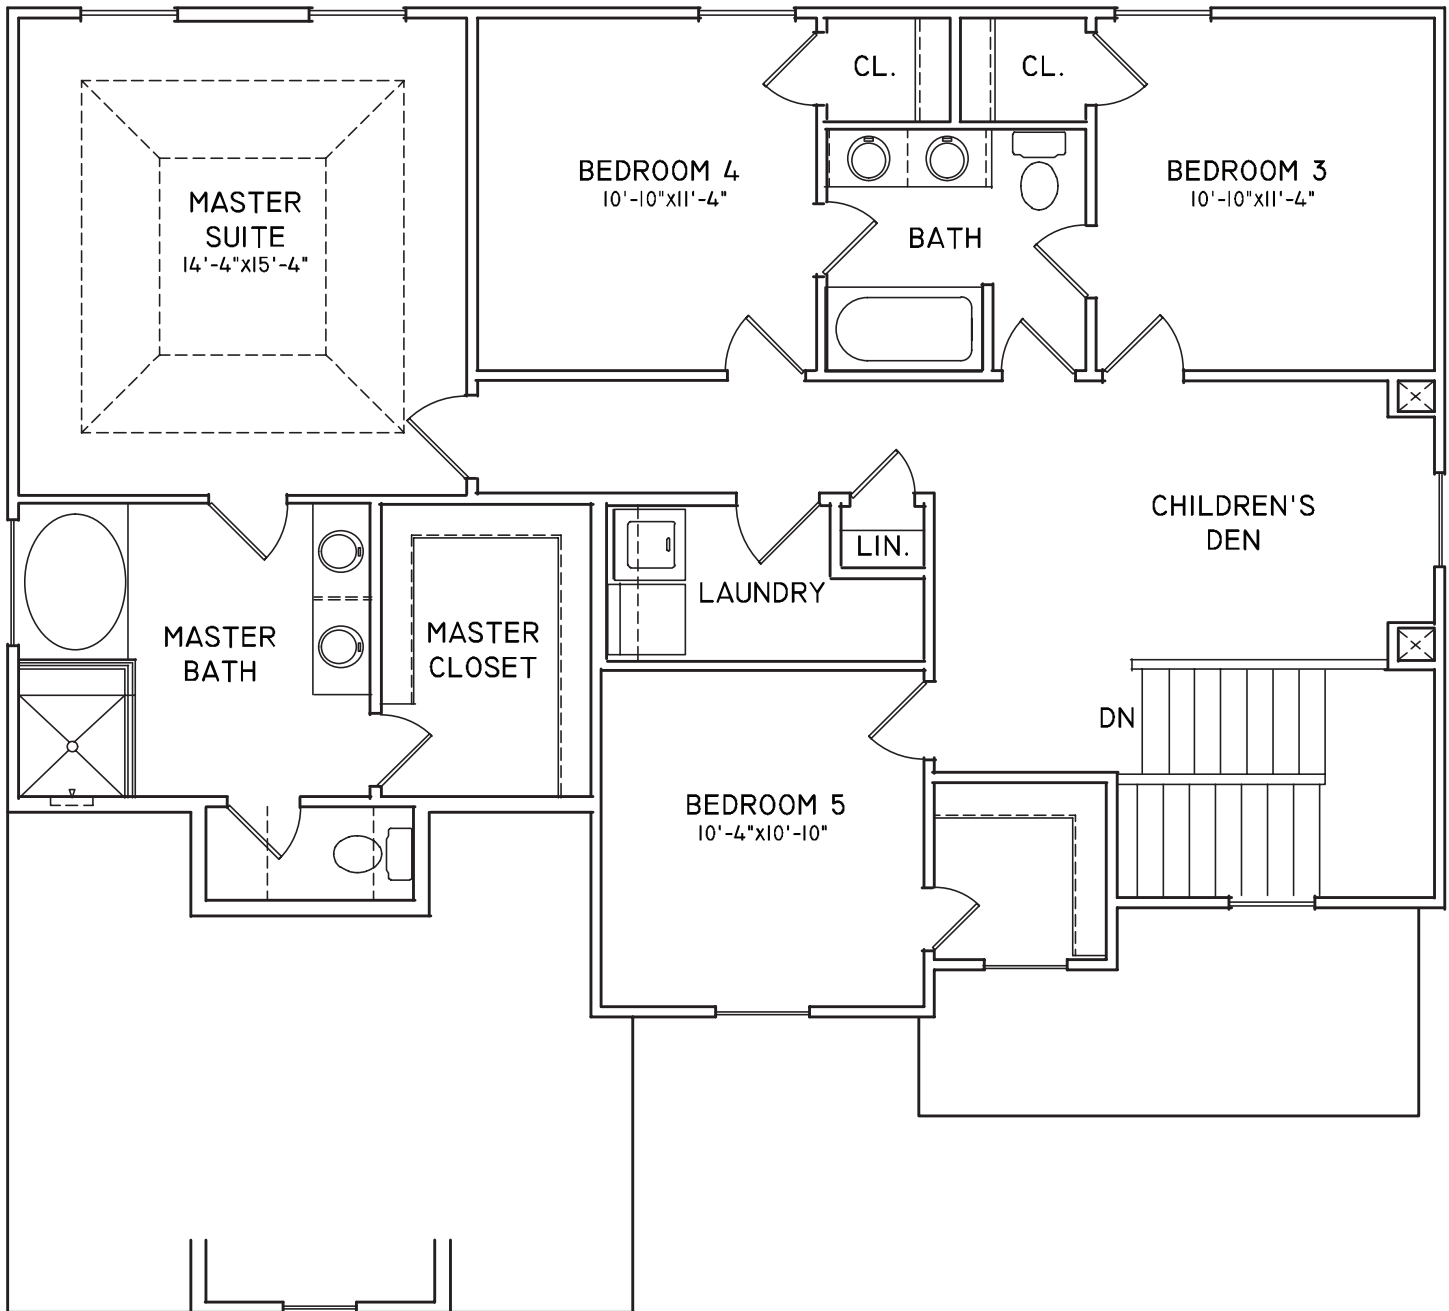 CL.
CL.
BEDROOM 4
10'-10"x11'-4"
BEDROOM 3
10'-10"x11'-4"
MASTER
SUITE
14'-4"x15'-4"
BATH
CHILDREN'S
DEN
LIN.
LAUNDRY
MASTER
BATH
MASTER
CLOSET
DN
BEDROOM 5
10'-4"x10'-10"